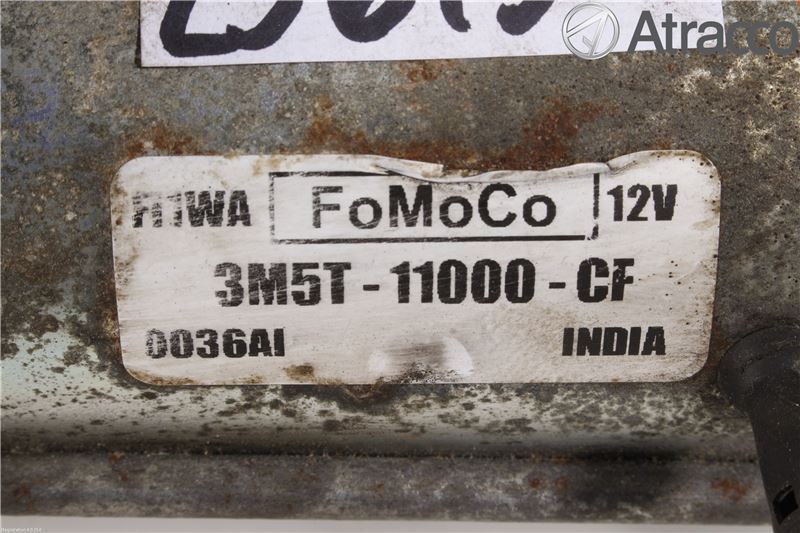 Atracco
FoMoCo 12V
3M5T - 11000 - CF
0036AI INDIA